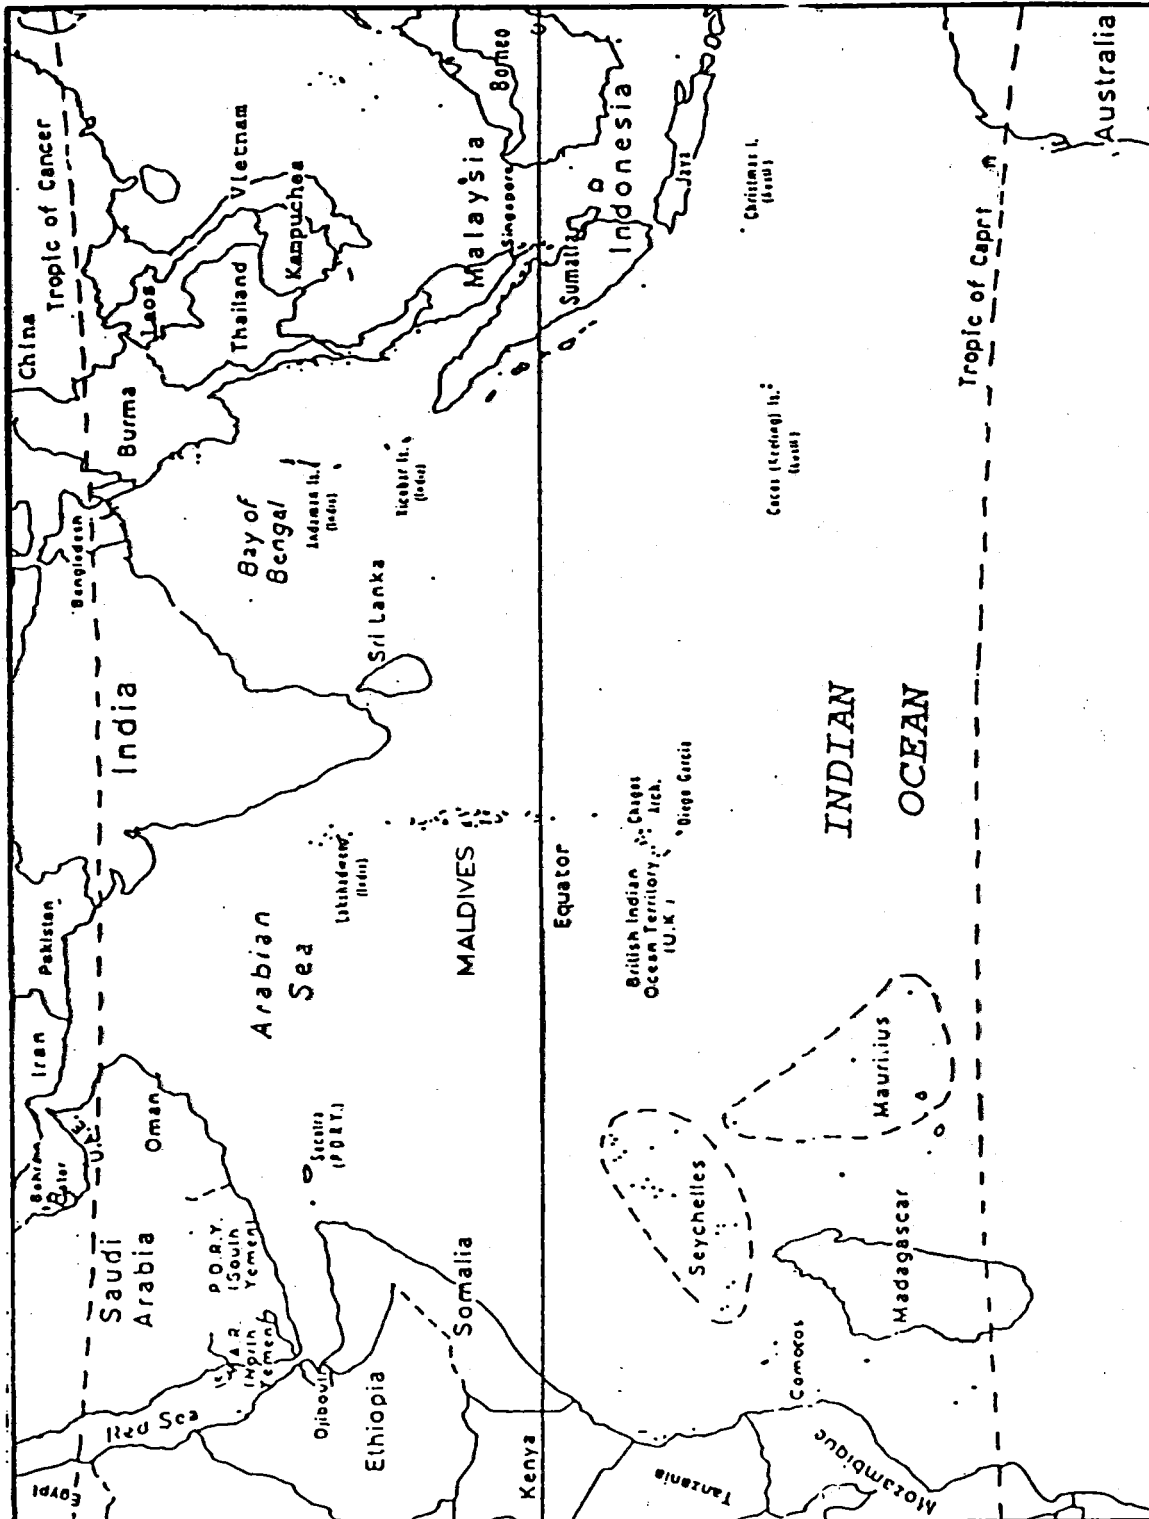 Egypt
Red Sea
Saudi
Arabia
Bahrain
Qatar
U.A.E.
Oman
Iran
Pakistan
India
Bangladesh
China
Tropic of Cancer
Burma
Laos
Thailand
Vietnam
Kampuchea
A.R.
(North
Yemen)
P.D.R.Y.
(South
Yemen)
Djibouti
Ethiopia
Somalia
Socotra
(P.D.R.Y.)
Arabian
Sea
Lakshadweep
(India)
Bay of
Bengal
Andaman Is.
(India)
Nicobar Is.
(India)
Sri Lanka
MALDIVES
Malaysia
Singapore
Borneo
Kenya
Equator
Sumatra
Indonesia
Java
Tanzania
Seychelles
British Indian
Ocean Territory
(U.K.)
Chagos
Arch.
Diego Garcia
Christmas I.
(Austl)
Cocos (Keeling) Is.
(Austl)
Comoros
Mozambique
Madagascar
Mauritius
INDIAN
OCEAN
Tropic of Capri
Australia